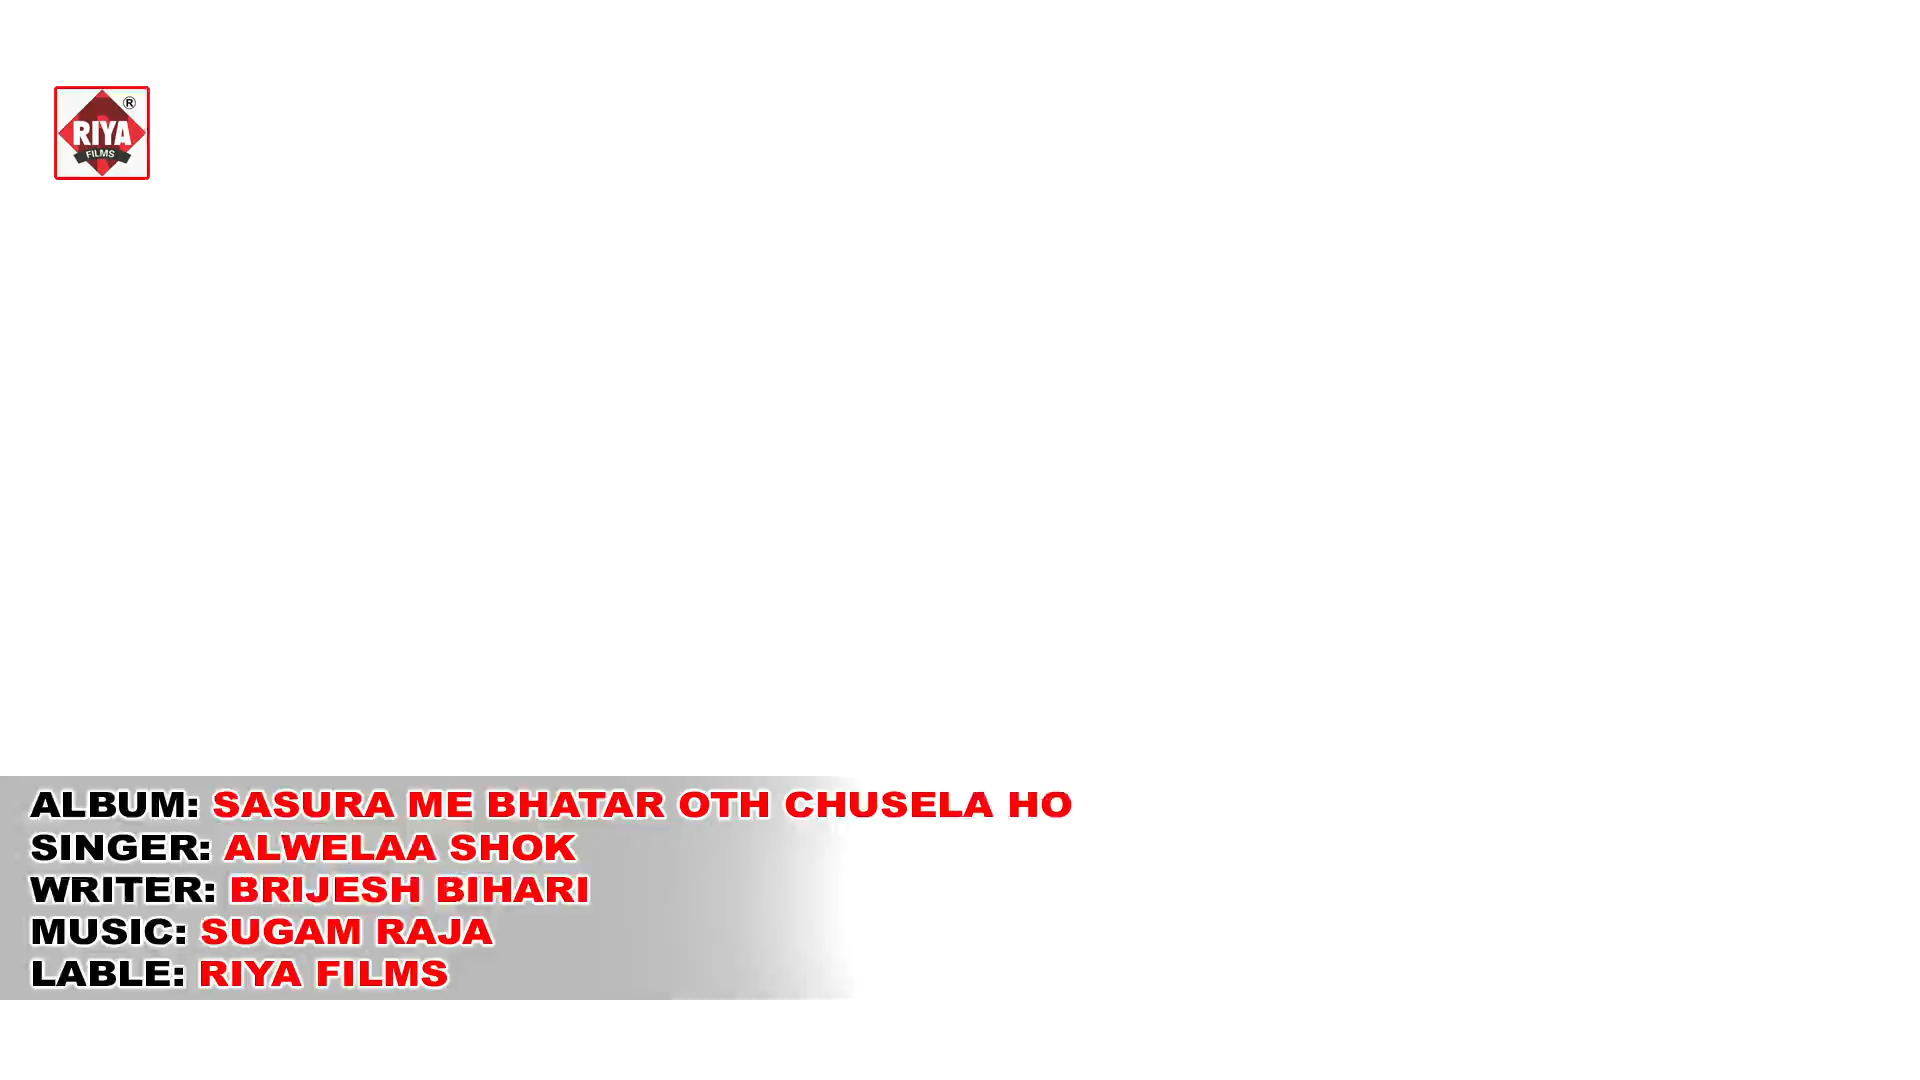 RIYA
FILMS
®
ALBUM: SASURA ME BHATAR OTH CHUSELA HO
SINGER: ALWELAA SHOK
WRITER: BRIJESH BIHARI
MUSIC: SUGAM RAJA
LABLE: RIYA FILMS